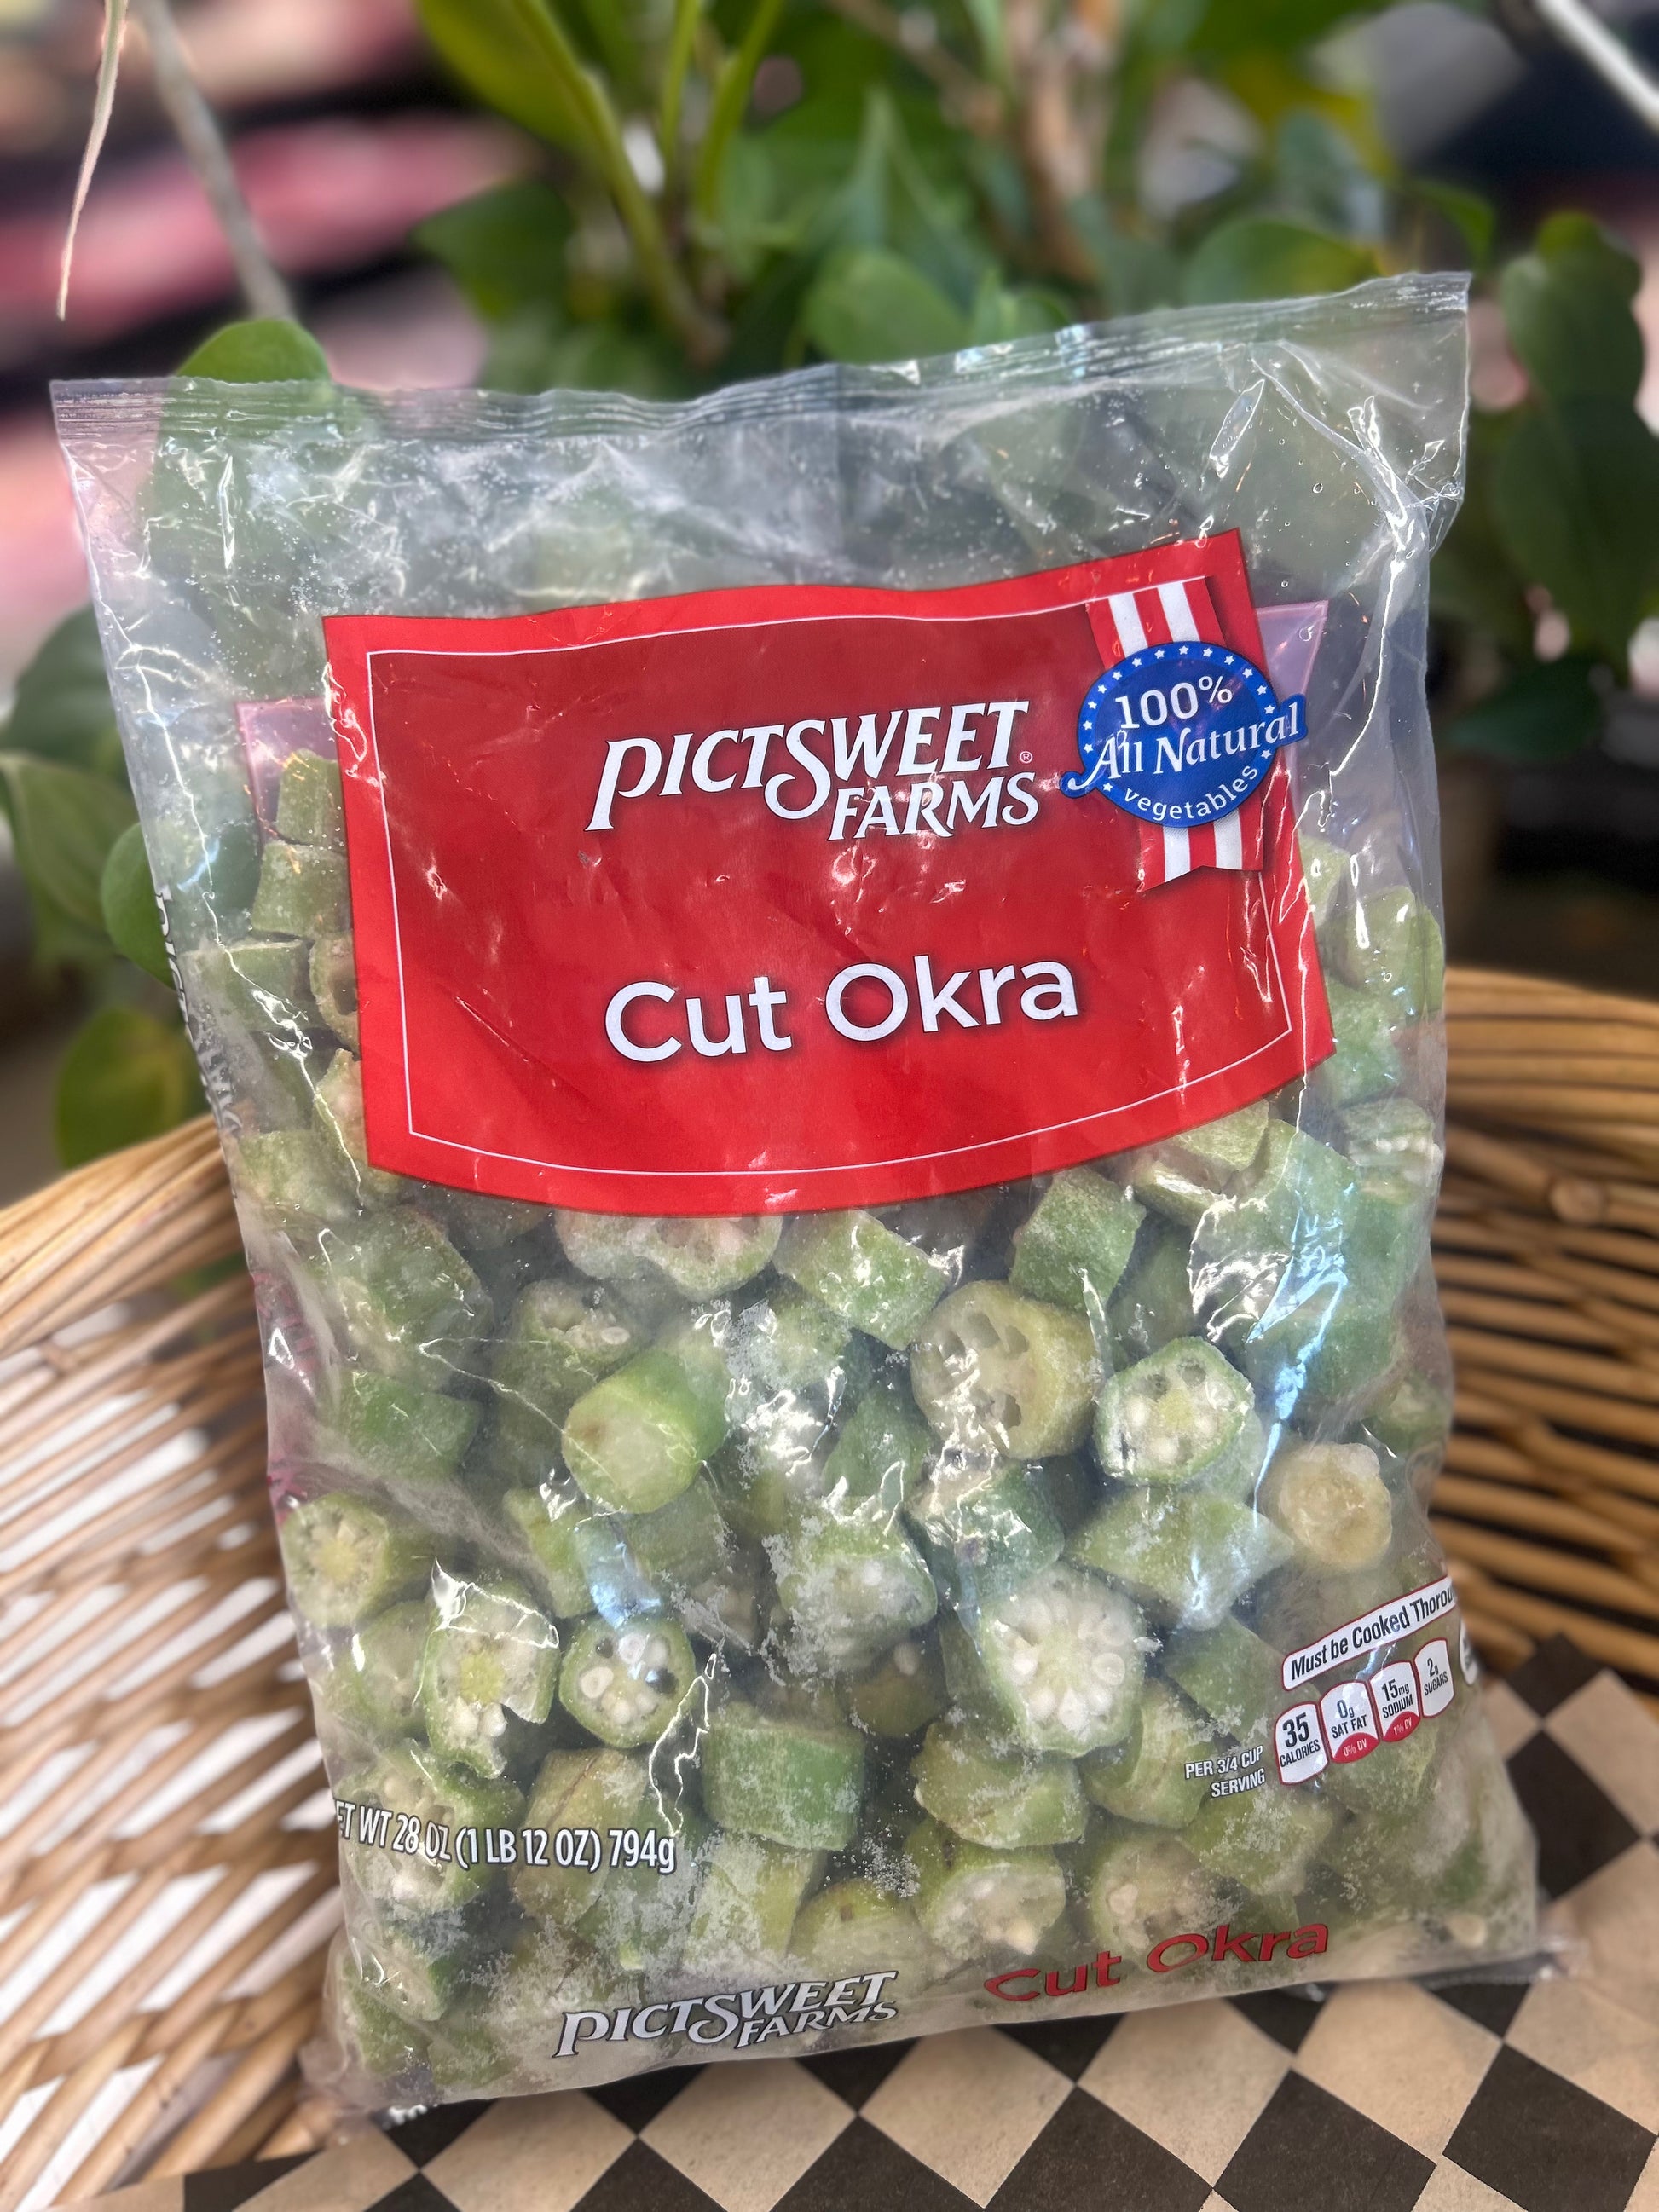 PICTSWEET®
FARMS
100%
All Natural
vegetables
Cut Okra
Must be Cooked
35
CALORIES
0g
SAT FAT
0% DV
15mg
SODIUM
1% DV
2g
SUGARS
PER 3/4 CUP
SERVING
WT 28 OZ (1 LB 12 OZ) 794g
PICTSWEET
FARMS
Cut Okra